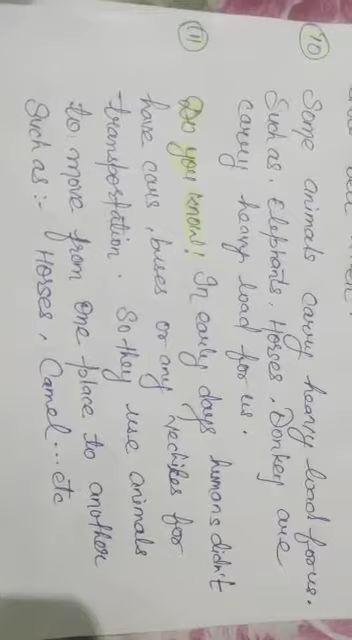 (10) Some animals carry heavy load for us.
Such as, Elephants, Horses, Donkey are
carry heavy load for us.
(11) Do you know! In early days humans didn't
have cars, buses or any vechiles for
transportation. So they use animals
to move from one place to another
Such as :- Horses, Camel...etc